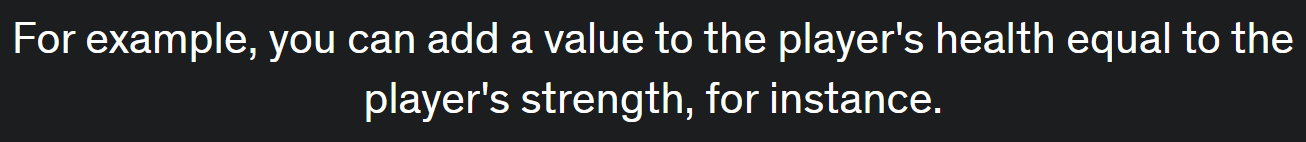 For example, you can add a value to the player's health equal to the
player's strength, for instance.